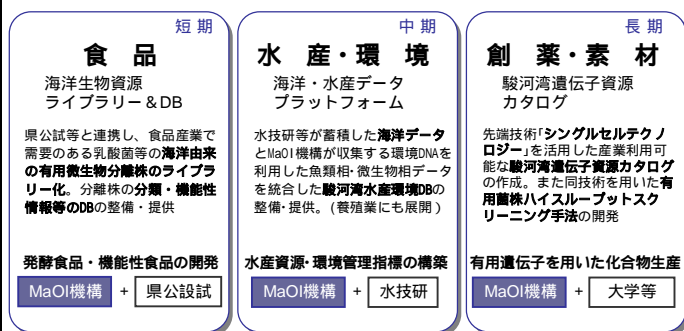 短 期
食 品
海洋生物資源
ライブラリー＆DB
県公試等と連携し、食品産業で
需要のある乳酸菌等の海洋由来
の有用微生物分離株のライブラ
リー化。分離株の分類・機能性
情報等のDBの整備・提供
発酵食品・機能性食品の開発
MaOI機構 + 県公設試
中 期
水 産・環 境
海洋・水産データ
プラットフォーム
水技研等が蓄積した海洋データ
とMaOI機構が収集する環境DNAを
利用した魚類相・微生物相データ
を統合した駿河湾水産環境DBの
整備・提供。(養殖業にも展開)
水産資源・環境管理指標の構築
MaOI機構 + 水技研
長 期
創 薬・素 材
駿河湾遺伝子資源
カタログ
先端技術「シングルセルテクノ
ロジー」を活用した産業利用可
能な駿河湾遺伝子資源カタログ
の作成。また同技術を用いた有
用菌株ハイスループットスク
リーニング手法の開発
有用遺伝子を用いた化合物生産
MaOI機構 + 大学等